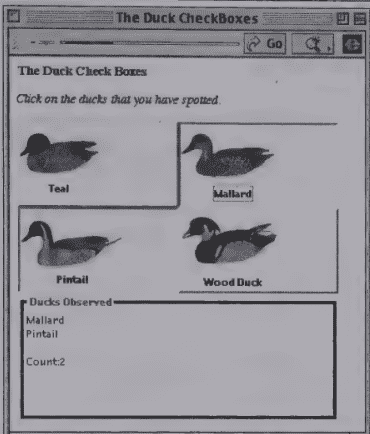 The Duck CheckBoxes
Go
The Duck Check Boxes
Click on the ducks that you have spotted.
Teal
Mallard
Pintail
Wood Duck
Ducks Observed
Mallard
Pintail
Count:2